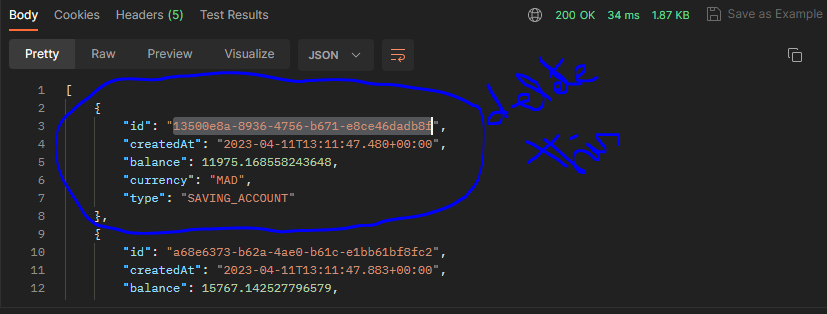 Body Cookies Headers (5) Test Results 200 OK 34 ms 1.87 KB Save as Example
Pretty Raw Preview Visualize JSON
1 [
2 {
3 "id": "13500e8a-8936-4756-b671-e8ce46dadb8f",
4 "createdAt": "2023-04-11T13:11:47.480+00:00",
5 "balance": 11975.168558243648,
6 "currency": "MAD",
7 "type": "SAVING_ACCOUNT"
8 },
9 {
10 "id": "a68e6373-b62a-4ae0-b61c-e1bb61bf8fc2",
11 "createdAt": "2023-04-11T13:11:47.883+00:00",
12 "balance": 15767.142527796579,